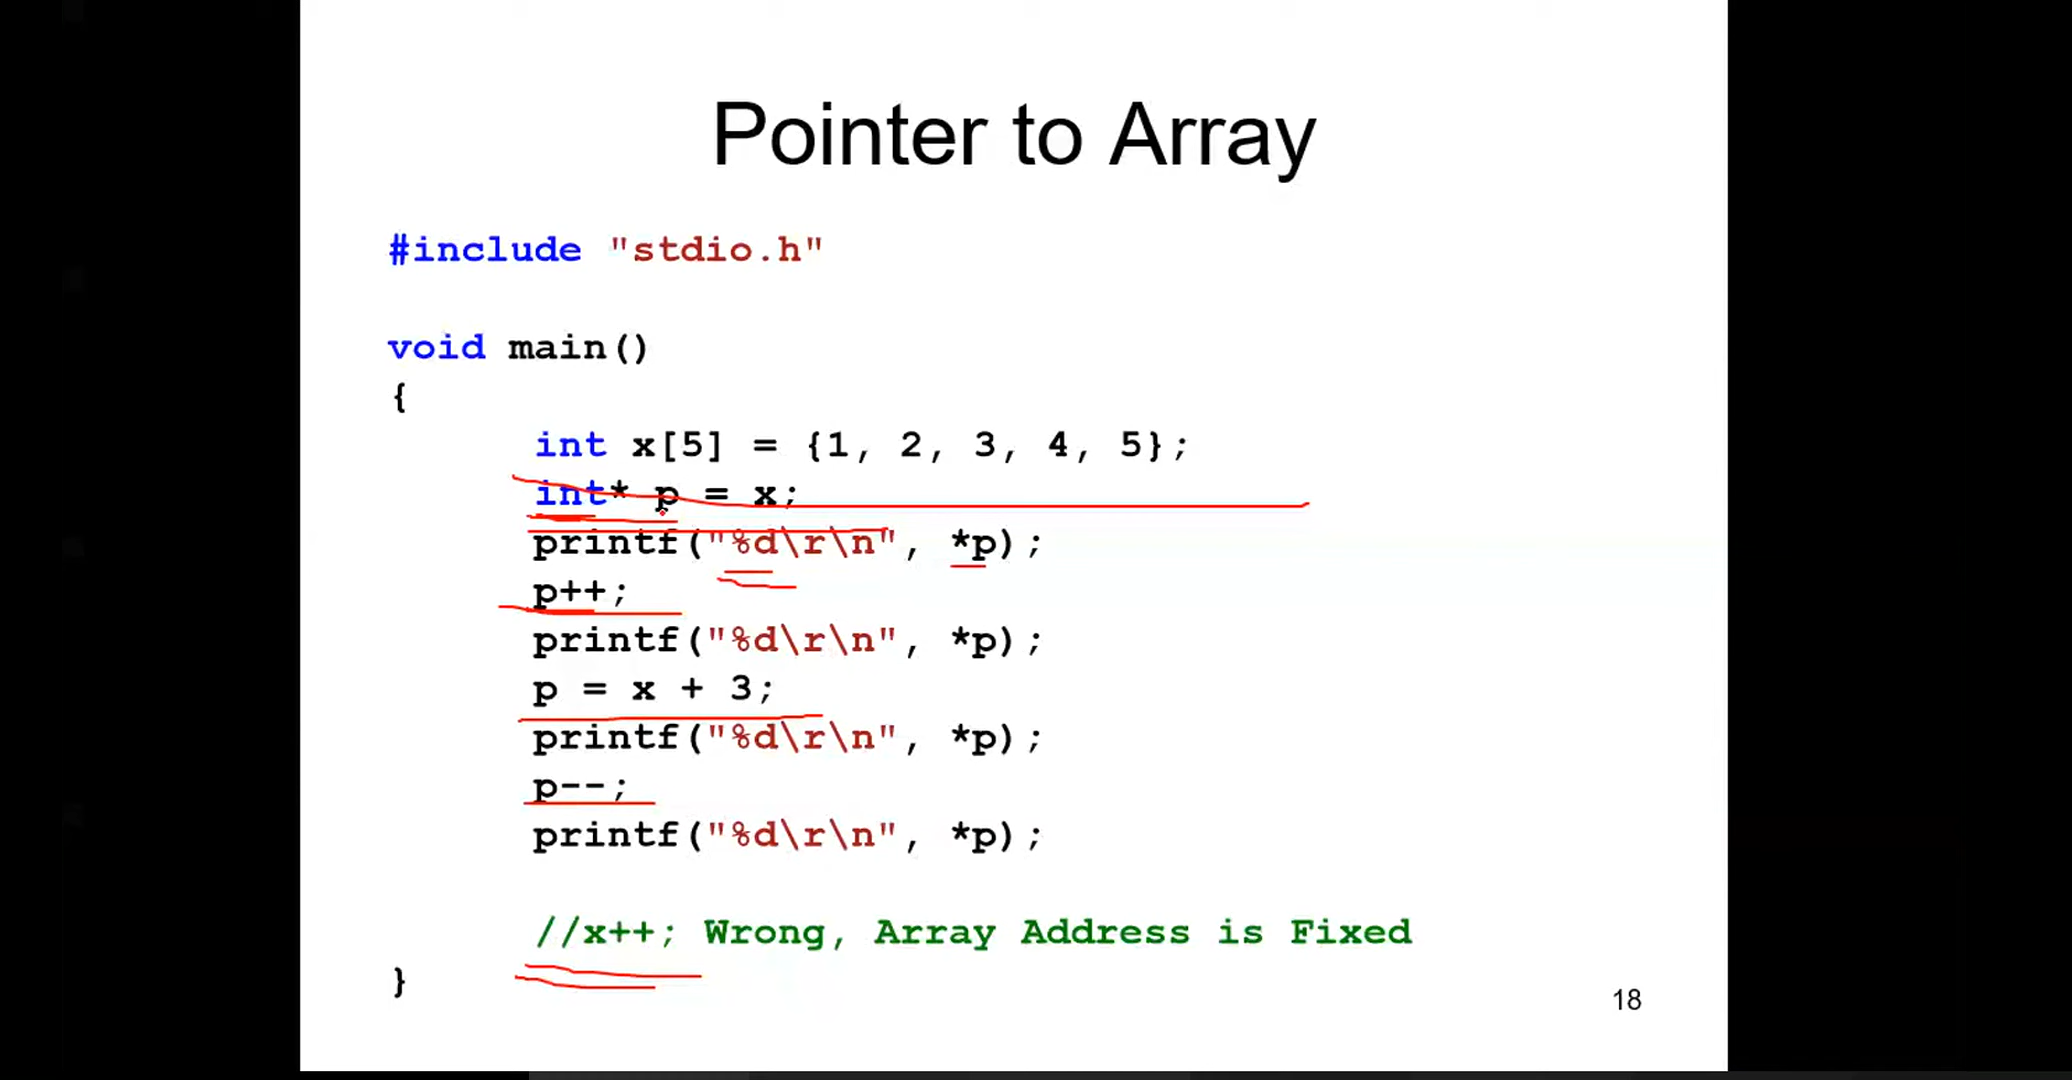 Pointer to Array
#include "stdio.h"
void main()
{
int x[5] = {1, 2, 3, 4, 5};
int* p = x;
printf("%d\r\n", *p);
p++;
printf("%d\r\n", *p);
p = x + 3;
printf("%d\r\n", *p);
p--;
printf("%d\r\n", *p);
//x++; Wrong, Array Address is Fixed
}
18